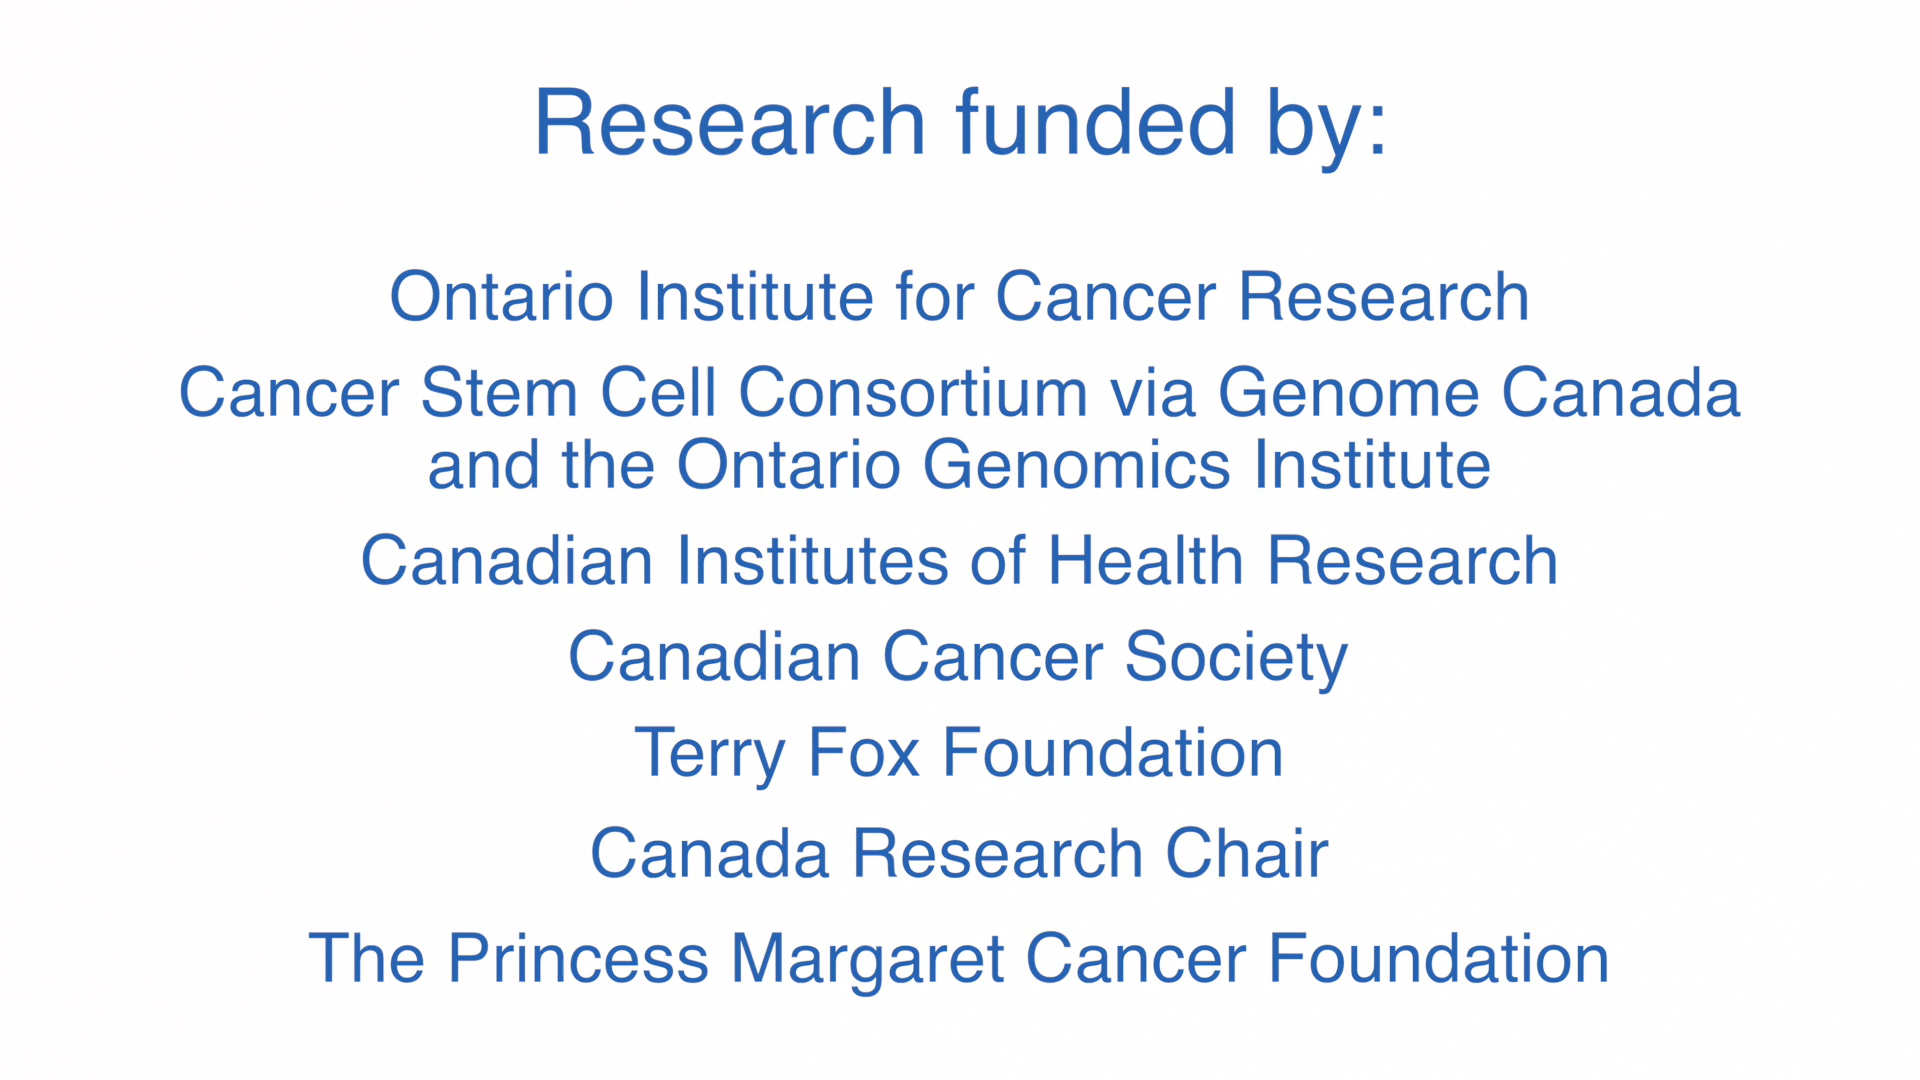 Research funded by:
Ontario Institute for Cancer Research
Cancer Stem Cell Consortium via Genome Canada
and the Ontario Genomics Institute
Canadian Institutes of Health Research
Canadian Cancer Society
Terry Fox Foundation
Canada Research Chair
The Princess Margaret Cancer Foundation